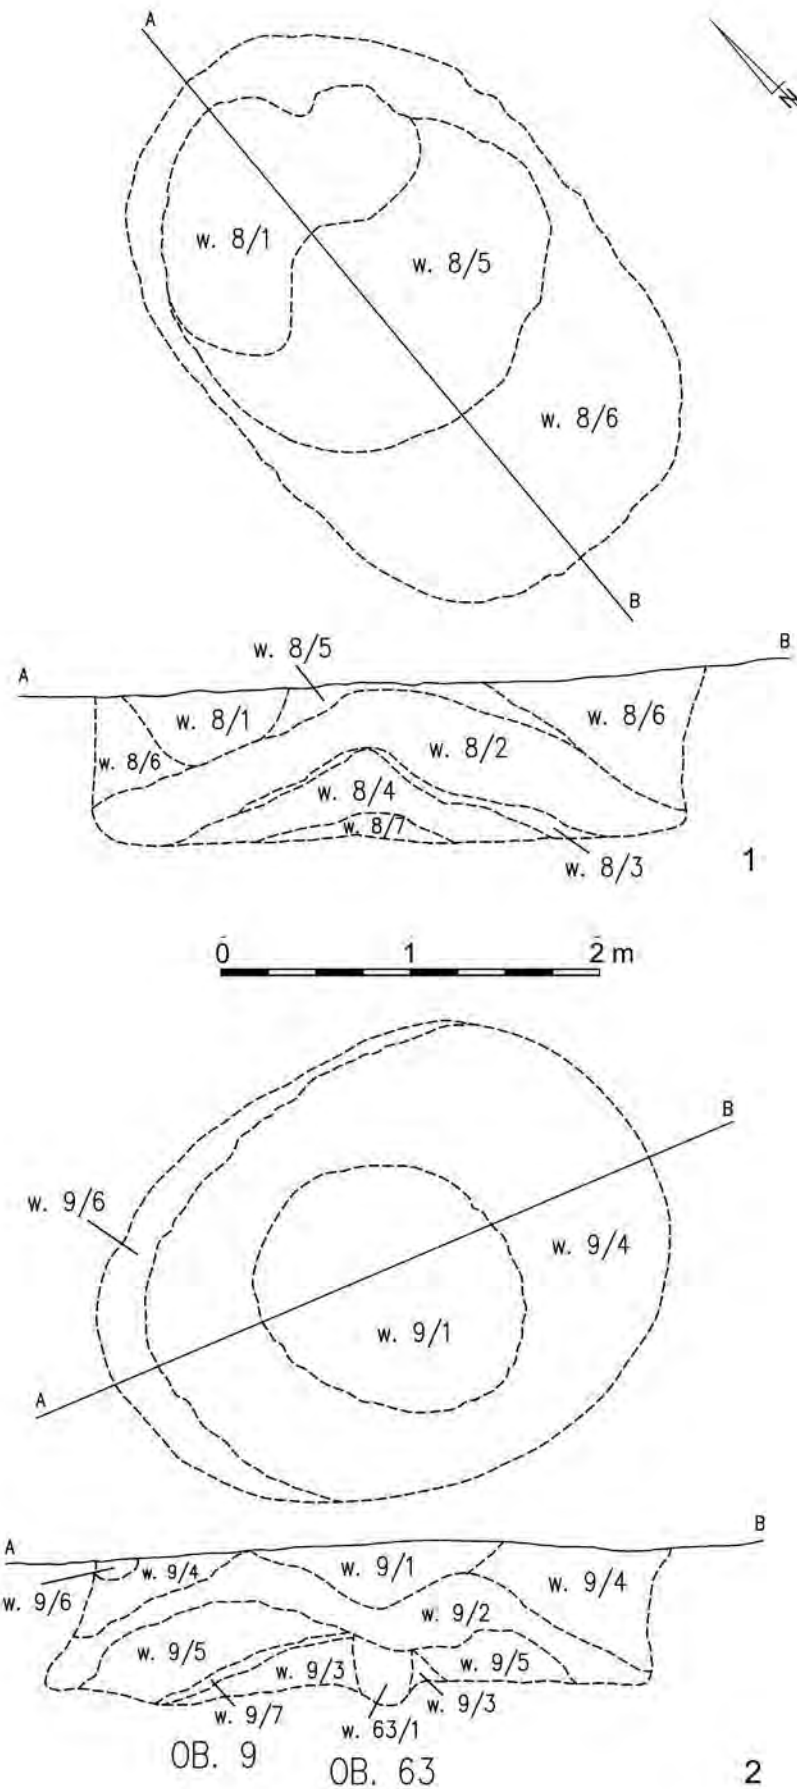 A
N
w. 8/1
w. 8/5
w. 8/6
B
w. 8/5
A
B
w. 8/1
w. 8/6
w. 8/6
w. 8/2
w. 8/4
w. 8/7
w. 8/3
1
0 1 2 m
B
w. 9/6
w. 9/4
w. 9/1
A
A
B
w. 9/4
w. 9/1
w. 9/4
w. 9/6
w. 9/2
w. 9/5
w. 9/3
w. 9/5
w. 9/7
w. 9/3
w. 63/1
OB. 9
OB. 63
2